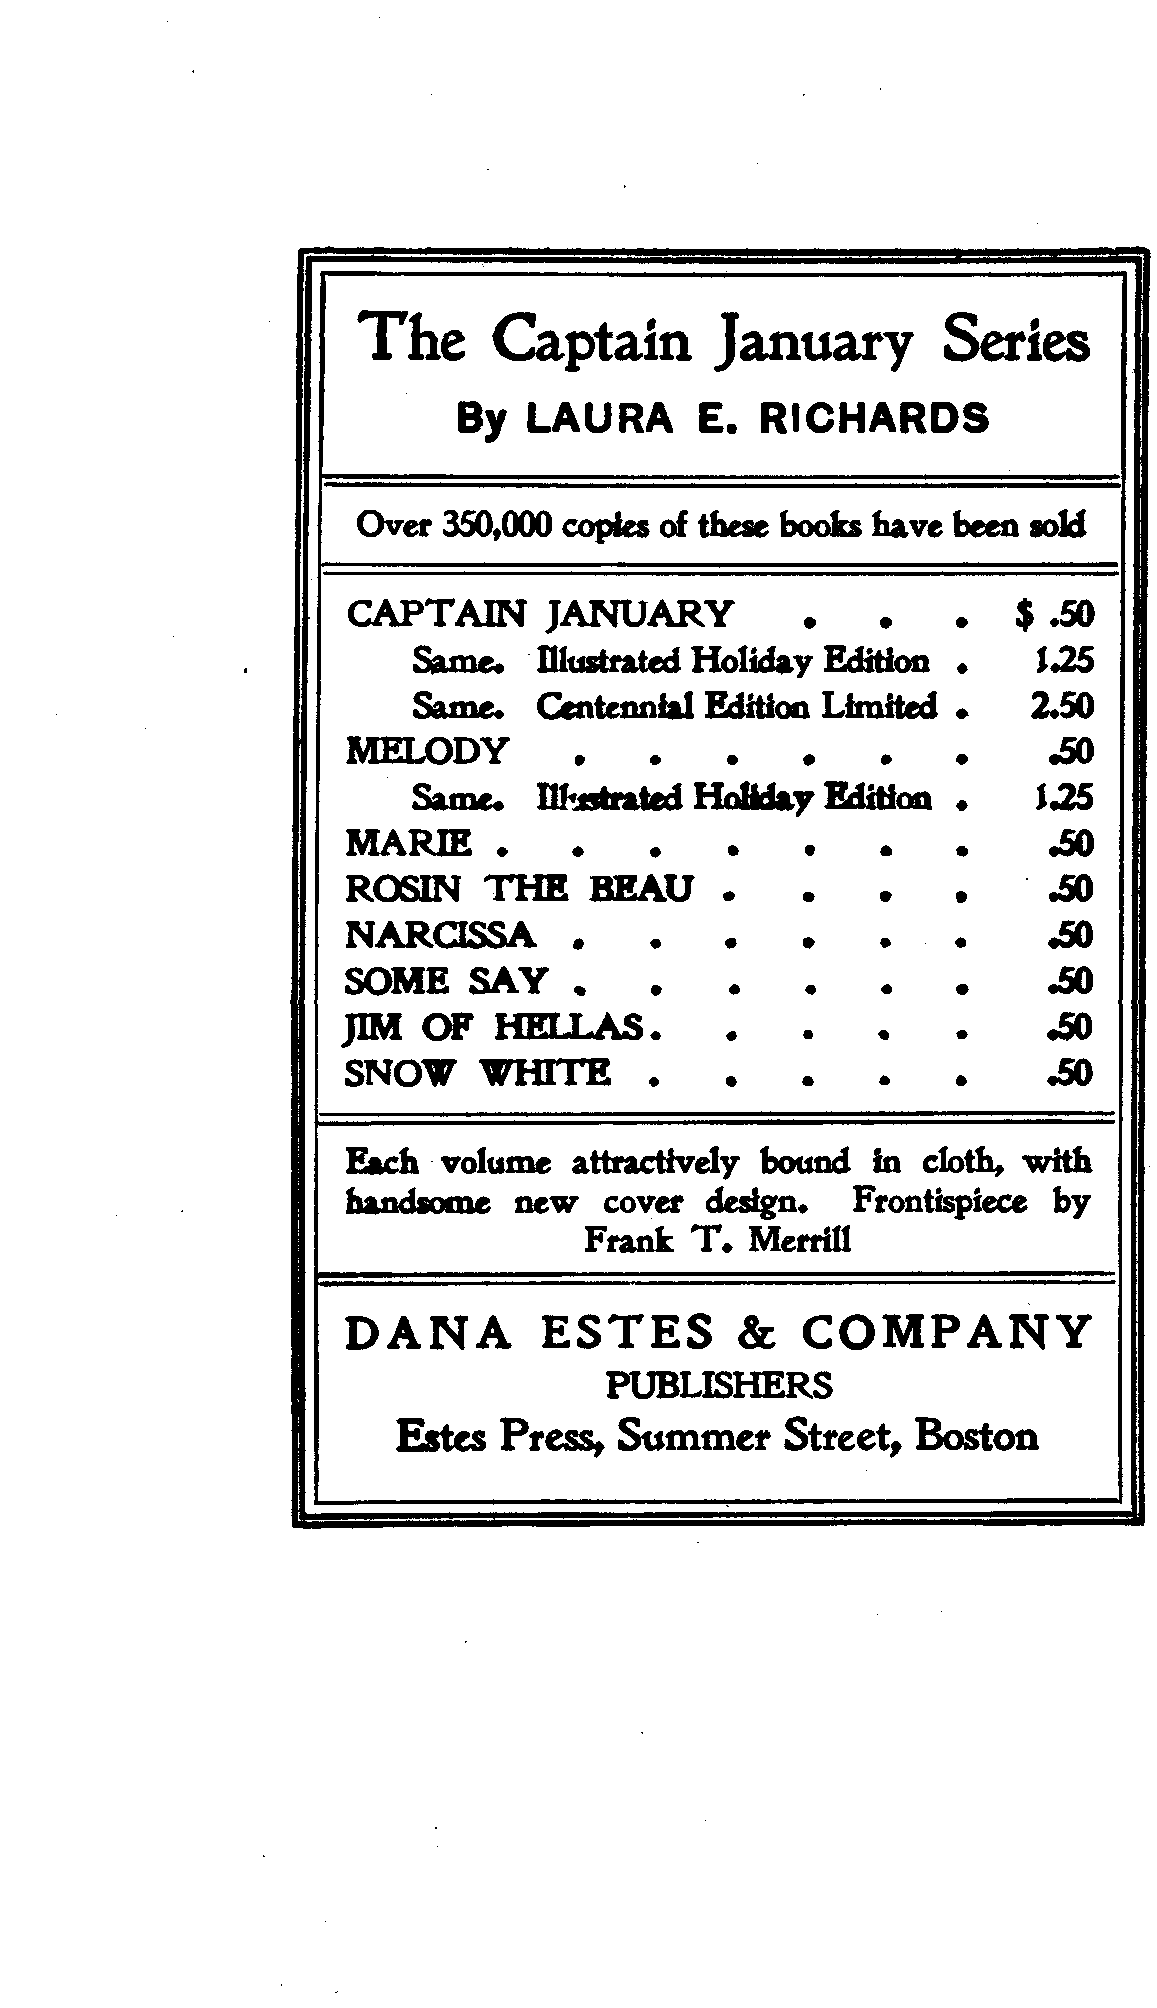 The Captain January Series
By LAURA E. RICHARDS
Over 350,000 copies of these books have been sold
CAPTAIN JANUARY . . . $ .50
Same. Illustrated Holiday Edition . 1.25
Same. Centennial Edition Limited . 2.50
MELODY . . . . . . .50
Same. Illustrated Holiday Edition . 1.25
MARIE . . . . . . . .50
ROSIN THE BEAU . . . . .50
NARCISSA . . . . . . .50
SOME SAY . . . . . . .50
JIM OF HELLAS . . . . . .50
SNOW WHITE . . . . . .50
Each volume attractively bound in cloth, with
handsome new cover design. Frontispiece by
Frank T. Merrill
DANA ESTES & COMPANY
PUBLISHERS
Estes Press, Summer Street, Boston